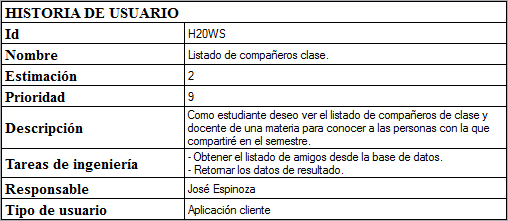 HISTORIA DE USUARIO
Id H20WS
Nombre Listado de compañeros clase.
Estimación 2
Prioridad 9
Descripción Como estudiante deseo ver el listado de compañeros de clase y
docente de una materia para conocer a las personas con la que
compartiré en el semestre.
Tareas de ingeniería - Obtener el listado de amigos desde la base de datos.
- Retornar los datos de resultado.
Responsable José Espinoza
Tipo de usuario Aplicación cliente